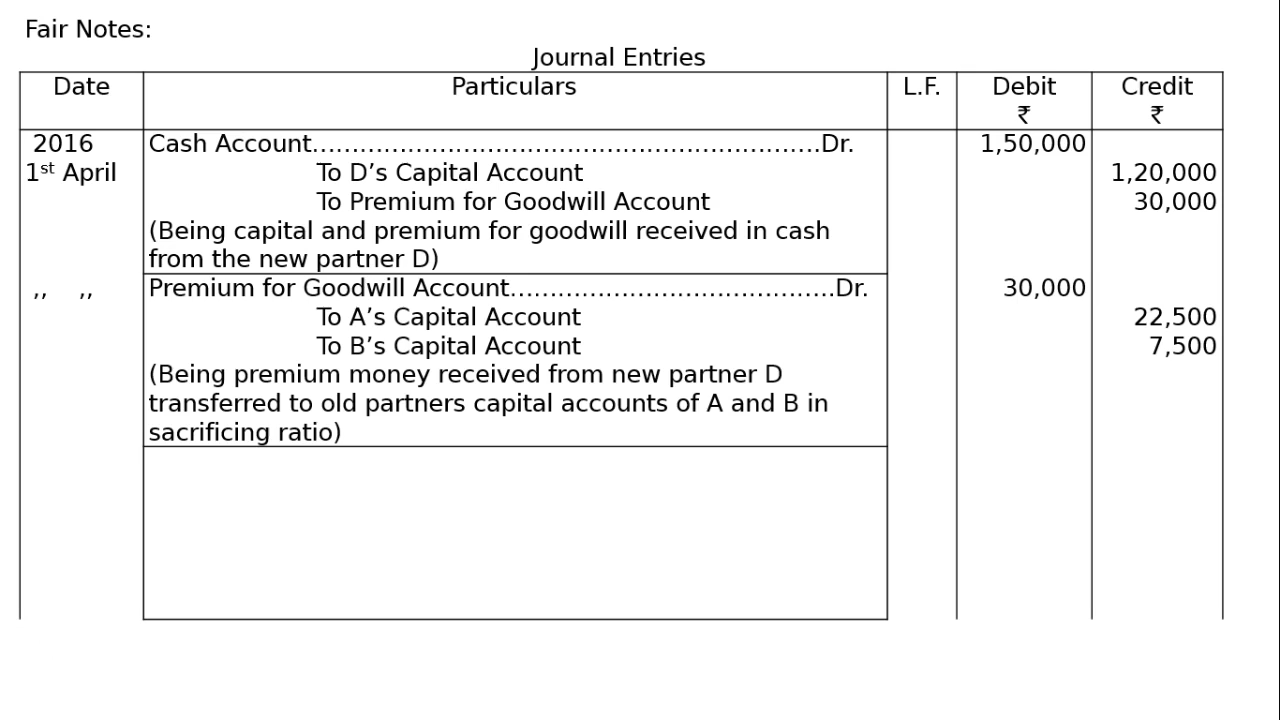 Fair Notes:
Journal Entries
Date Particulars L.F. Debit Credit
₹ ₹
2016 Cash Account................................................................Dr. 1,50,000
1ˢᵗ April To D’s Capital Account 1,20,000
To Premium for Goodwill Account 30,000
(Being capital and premium for goodwill received in cash
from the new partner D)
,, ,, Premium for Goodwill Account.........................................Dr. 30,000
To A’s Capital Account 22,500
To B’s Capital Account 7,500
(Being premium money received from new partner D
transferred to old partners capital accounts of A and B in
sacrificing ratio)